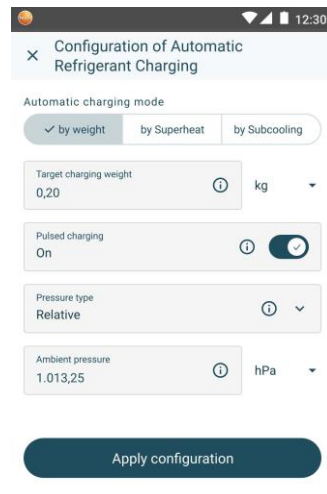 12:30
Configuration of Automatic
Refrigerant Charging
Automatic charging mode
by weight
by Superheat
by Subcooling
Target charging weight
0,20
kg
Pulsed charging
On
Pressure type
Relative
Ambient pressure
1.013,25
hPa
Apply configuration